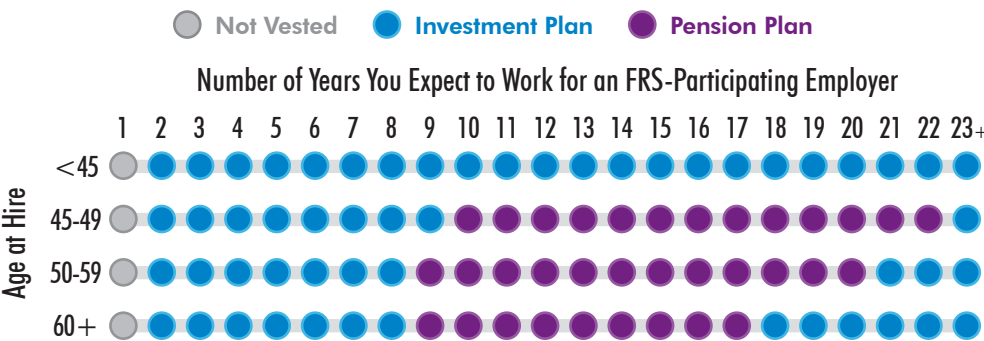 Not Vested Investment Plan Pension Plan
Number of Years You Expect to Work for an FRS-Participating Employer
1 2 3 4 5 6 7 8 9 10 11 12 13 14 15 16 17 18 19 20 21 22 23+
Age at Hire
<45
45-49
50-59
60+